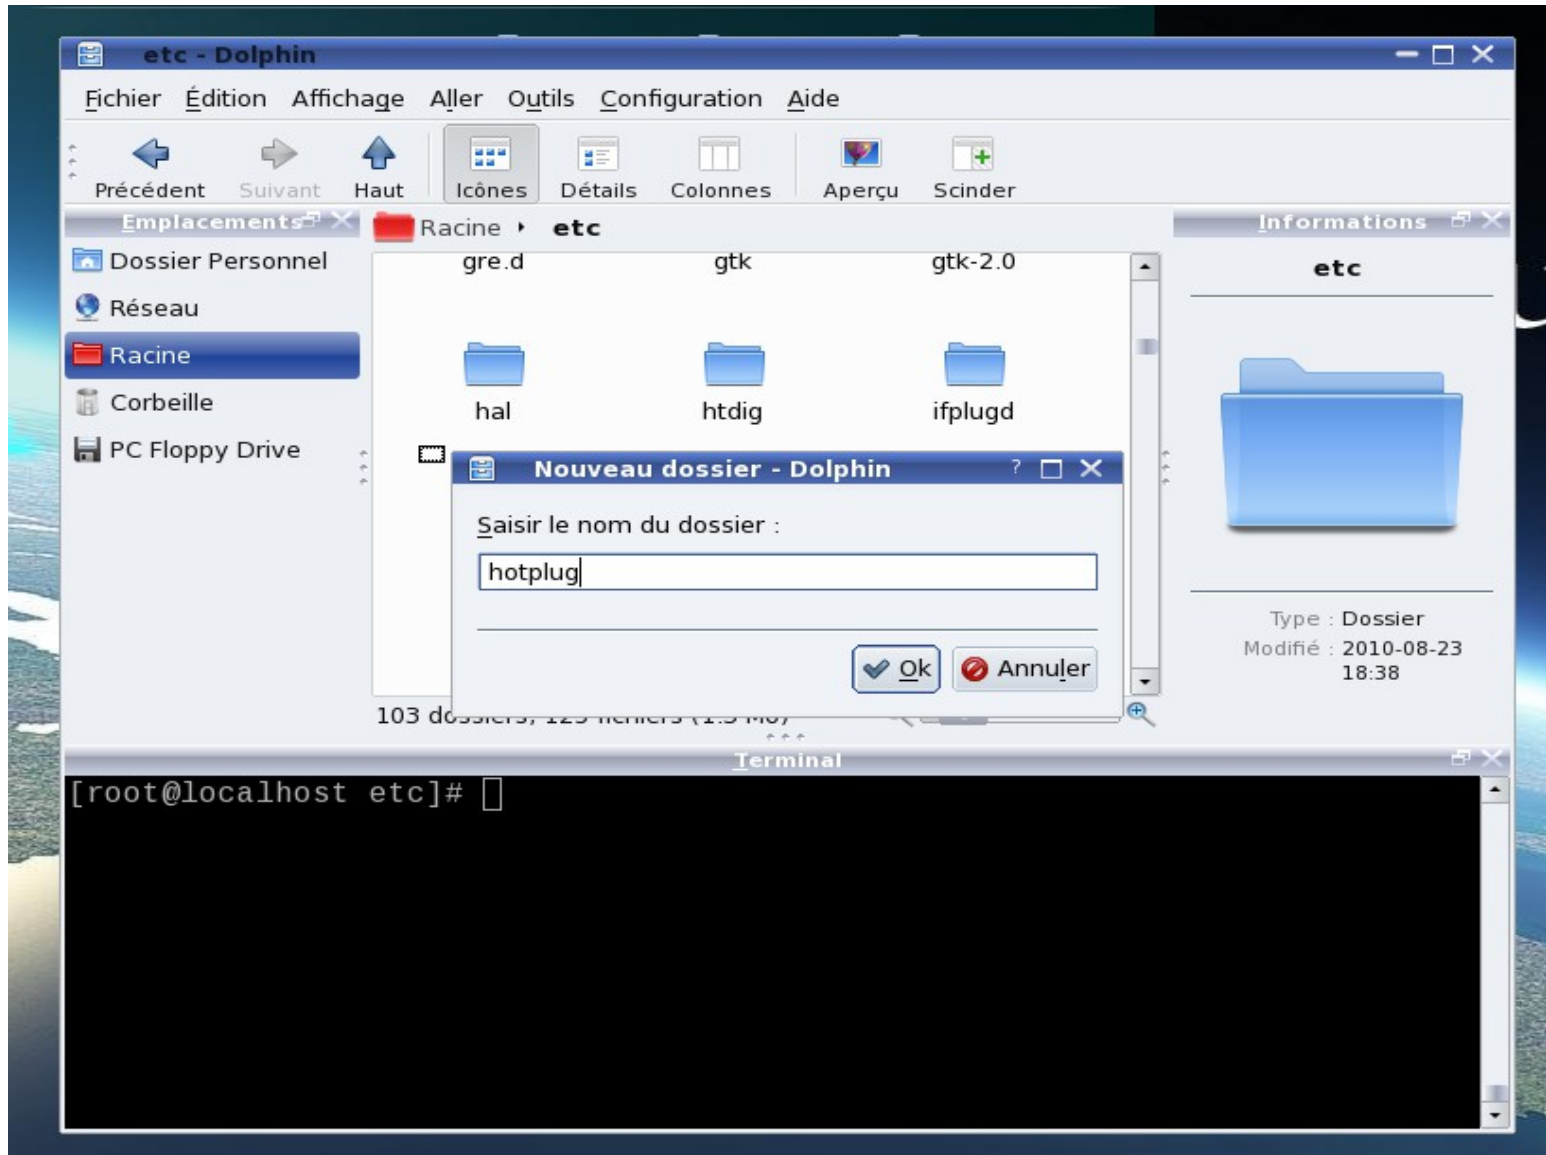 etc - Dolphin
Fichier Édition Affichage Aller Outils Configuration Aide
Précédent Suivant Haut Icônes Détails Colonnes Aperçu Scinder
Emplacements
Dossier Personnel
Réseau
Racine
Corbeille
PC Floppy Drive
Racine etc
gre.d gtk gtk-2.0
hal htdig ifplugd
Nouveau dossier - Dolphin ?
Saisir le nom du dossier :
hotplug
Ok Annuler
103
Informations
etc
Type : Dossier
Modifié : 2010-08-23
18:38
Terminal
[root@localhost etc]#